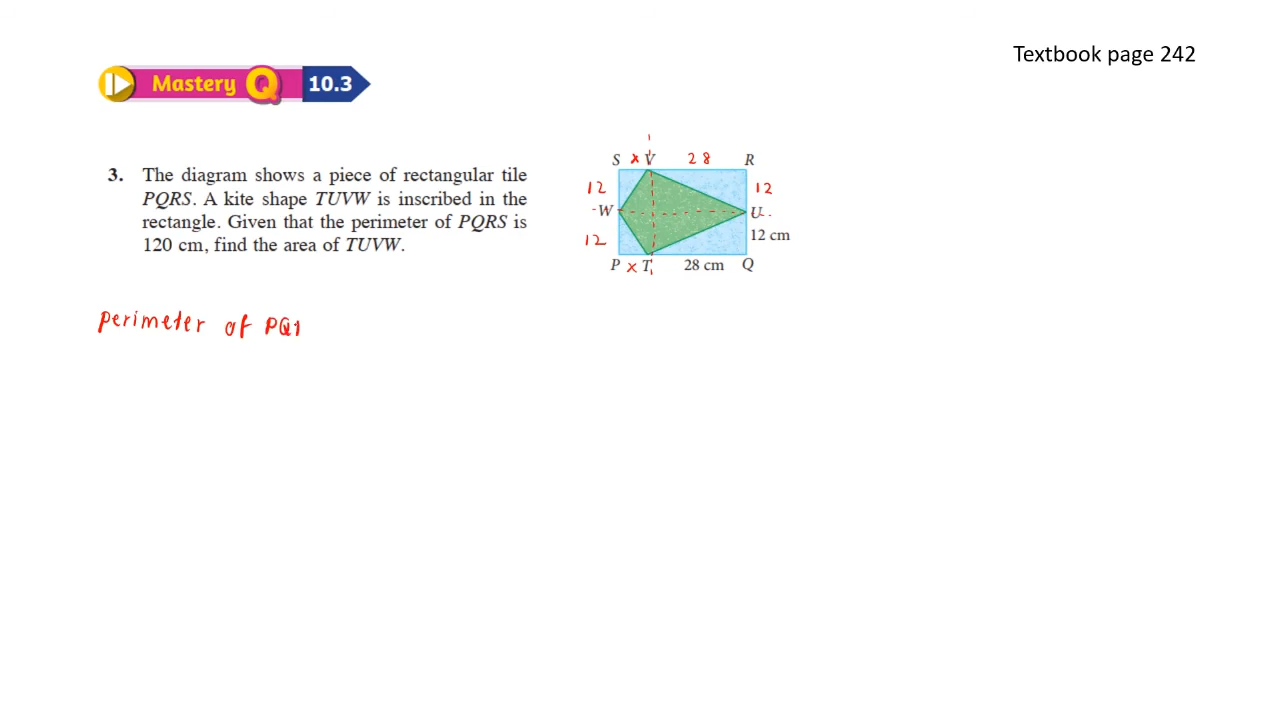 Textbook page 242
Mastery Q 10.3
3. The diagram shows a piece of rectangular tile
PQRS. A kite shape TUVW is inscribed in the
rectangle. Given that the perimeter of PQRS is
120 cm, find the area of TUVW.
S x V 28 R
12 12
W U
12 12 cm
P x T 28 cm Q
perimeter of PQ